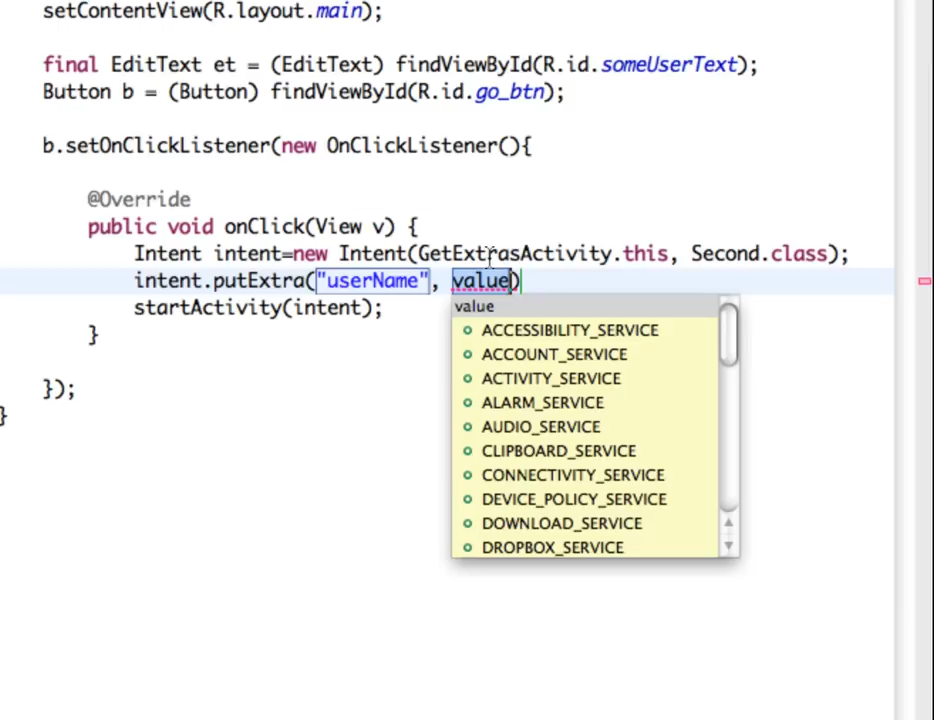 setContentView(R.layout.main);
final EditText et = (EditText) findViewById(R.id.someUserText);
Button b = (Button) findViewById(R.id.go_btn);
b.setOnClickListener(new OnClickListener(){
@Override
public void onClick(View v) {
Intent intent=new Intent(GetExtrasActivity.this, Second.class);
intent.putExtra("userName", value)
startActivity(intent);
}
});
}
value
ACCESSIBILITY_SERVICE
ACCOUNT_SERVICE
ACTIVITY_SERVICE
ALARM_SERVICE
AUDIO_SERVICE
CLIPBOARD_SERVICE
CONNECTIVITY_SERVICE
DEVICE_POLICY_SERVICE
DOWNLOAD_SERVICE
DROPBOX_SERVICE